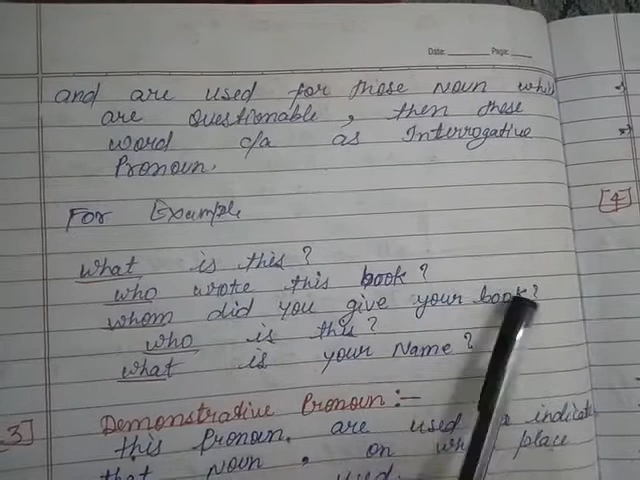 Date: Page:
and are used for those Noun which
are Questionable, then these
word c/a as Interrogative
Pronoun.
For Example
[4]
what is this?
who wrote this book?
whom did you give your book?
who is this?
what is your Name?
3] Demonstrative Pronoun:-
this Pronoun. are used indicate
that Noun, on place
used.